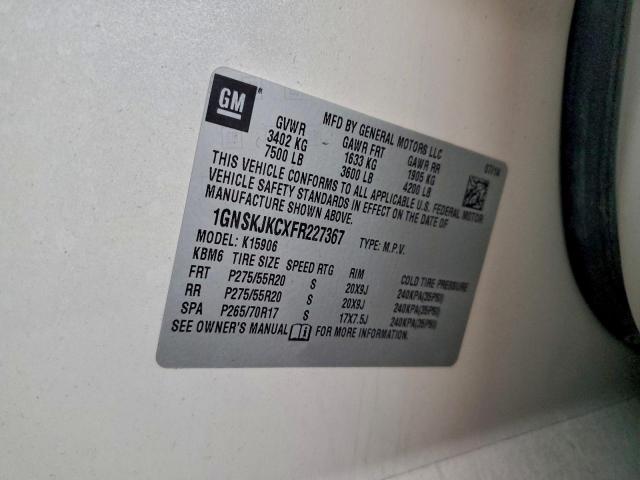 GM
MFD BY GENERAL MOTORS LLC
07/14
GVWR GAWR FRT GAWR RR
3402 KG 1633 KG 1905 KG
7500 LB 3600 LB 4200 LB
THIS VEHICLE CONFORMS TO ALL APPLICABLE U.S. FEDERAL MOTOR
VEHICLE SAFETY STANDARDS IN EFFECT ON THE DATE OF
MANUFACTURE SHOWN ABOVE.
1GNSKJKCXFR227367 TYPE: M.P.V.
MODEL: K15906
KBM6 TIRE SIZE SPEED RTG RIM COLD TIRE PRESSURE
FRT P275/55R20 S 20X9J 240KPA(35PSI)
RR P275/55R20 S 20X9J 240KPA(35PSI)
SPA P265/70R17 S 17X7.5J 240KPA(35PSI)
SEE OWNER'S MANUAL FOR MORE INFORMATION.